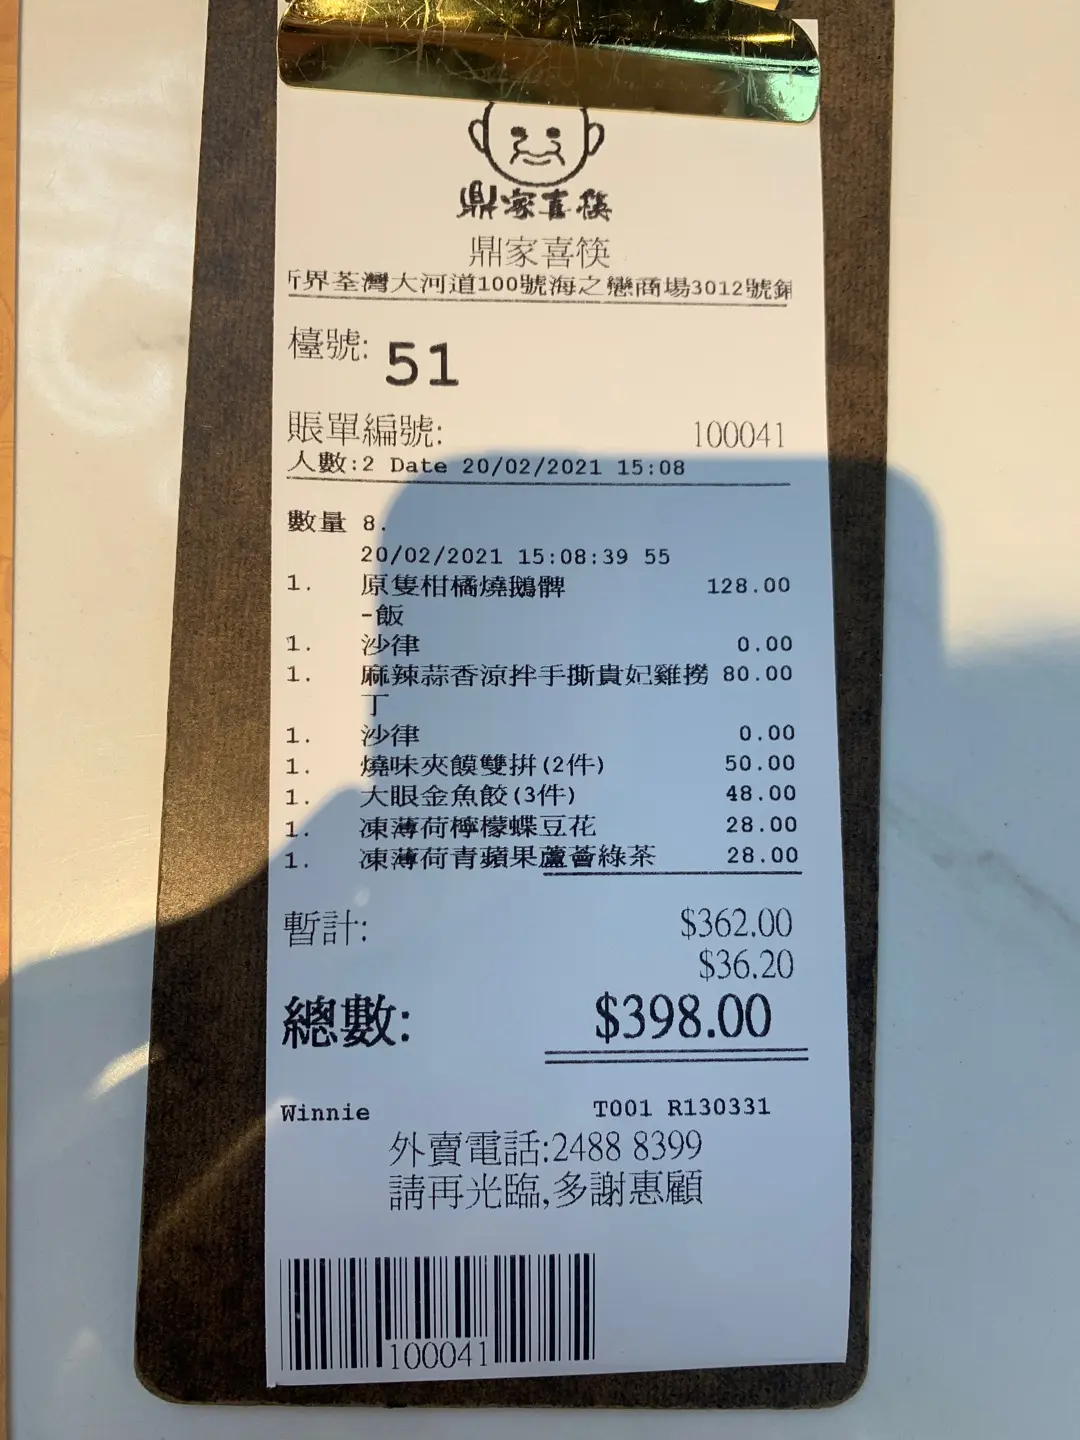 鼎家喜筷
鼎家喜筷
界荃灣大河道100號海之戀商場3012號
檯號: 51
賬單編號: 100041
人數:2 Date 20/02/2021 15:08
數量 8.
20/02/2021 15:08:39 55
1. 原隻柑橘燒鵝髀 128.00
-飯
1. 沙律 0.00
1. 麻辣蒜香涼拌手撕貴妃雞撈 80.00
丁
1. 沙律 0.00
1. 燒味夾饃雙拼(2件) 50.00
1. 大眼金魚餃(3件) 48.00
1. 凍薄荷檸檬蝶豆花 28.00
1. 凍薄荷青蘋果蘆薈綠茶 28.00
暫計: $362.00
$36.20
總數: $398.00
Winnie T001 R130331
外賣電話:2488 8399
請再光臨,多謝惠顧
100041